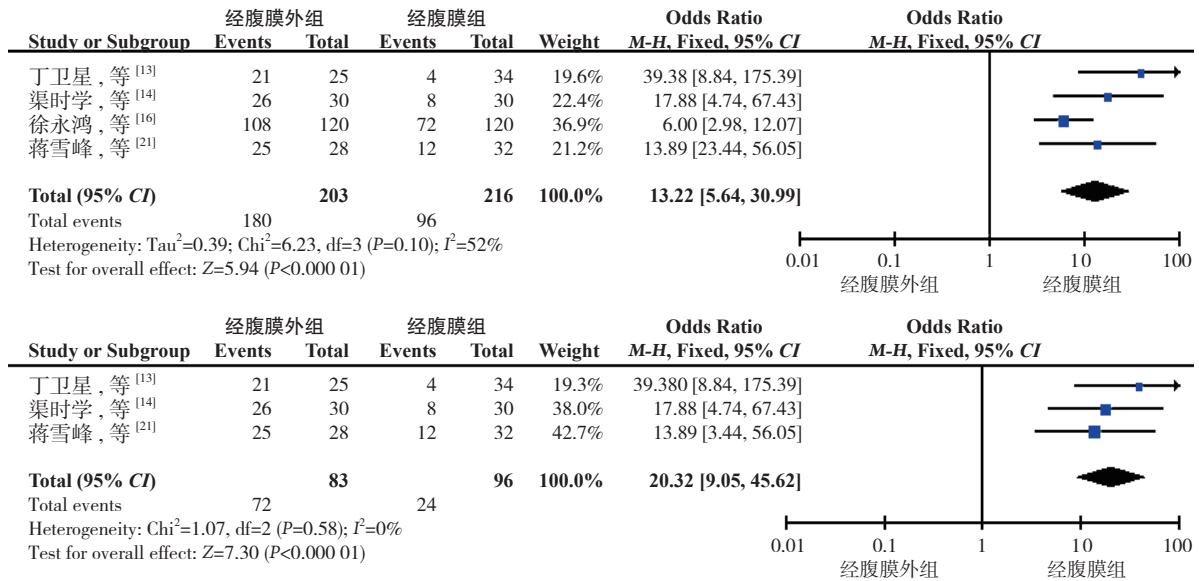 经腹膜外组 经腹膜组 Odds Ratio Odds Ratio
Study or Subgroup Events Total Events Total Weight M-H, Fixed, 95% CI M-H, Fixed, 95% CI
丁卫星 , 等 [13] 21 25 4 34 19.6% 39.38 [8.84, 175.39]
渠时学 , 等 [14] 26 30 8 30 22.4% 17.88 [4.74, 67.43]
徐永鸿 , 等 [16] 108 120 72 120 36.9% 6.00 [2.98, 12.07]
蒋雪峰 , 等 [21] 25 28 12 32 21.2% 13.89 [23.44, 56.05]
Total (95% CI) 203 216 100.0% 13.22 [5.64, 30.99]
Total events 180 96
Heterogeneity: Tau²=0.39; Chi²=6.23, df=3 (P=0.10); I²=52%
Test for overall effect: Z=5.94 (P<0.000 01)
0.01 0.1 1 10 100
经腹膜外组 经腹膜组
经腹膜外组 经腹膜组 Odds Ratio Odds Ratio
Study or Subgroup Events Total Events Total Weight M-H, Fixed, 95% CI M-H, Fixed, 95% CI
丁卫星 , 等 [13] 21 25 4 34 19.3% 39.380 [8.84, 175.39]
渠时学 , 等 [14] 26 30 8 30 38.0% 17.88 [4.74, 67.43]
蒋雪峰 , 等 [21] 25 28 12 32 42.7% 13.89 [3.44, 56.05]
Total (95% CI) 83 96 100.0% 20.32 [9.05, 45.62]
Total events 72 24
Heterogeneity: Chi²=1.07, df=2 (P=0.58); I²=0%
Test for overall effect: Z=7.30 (P<0.000 01)
0.01 0.1 1 10 100
经腹膜外组 经腹膜组